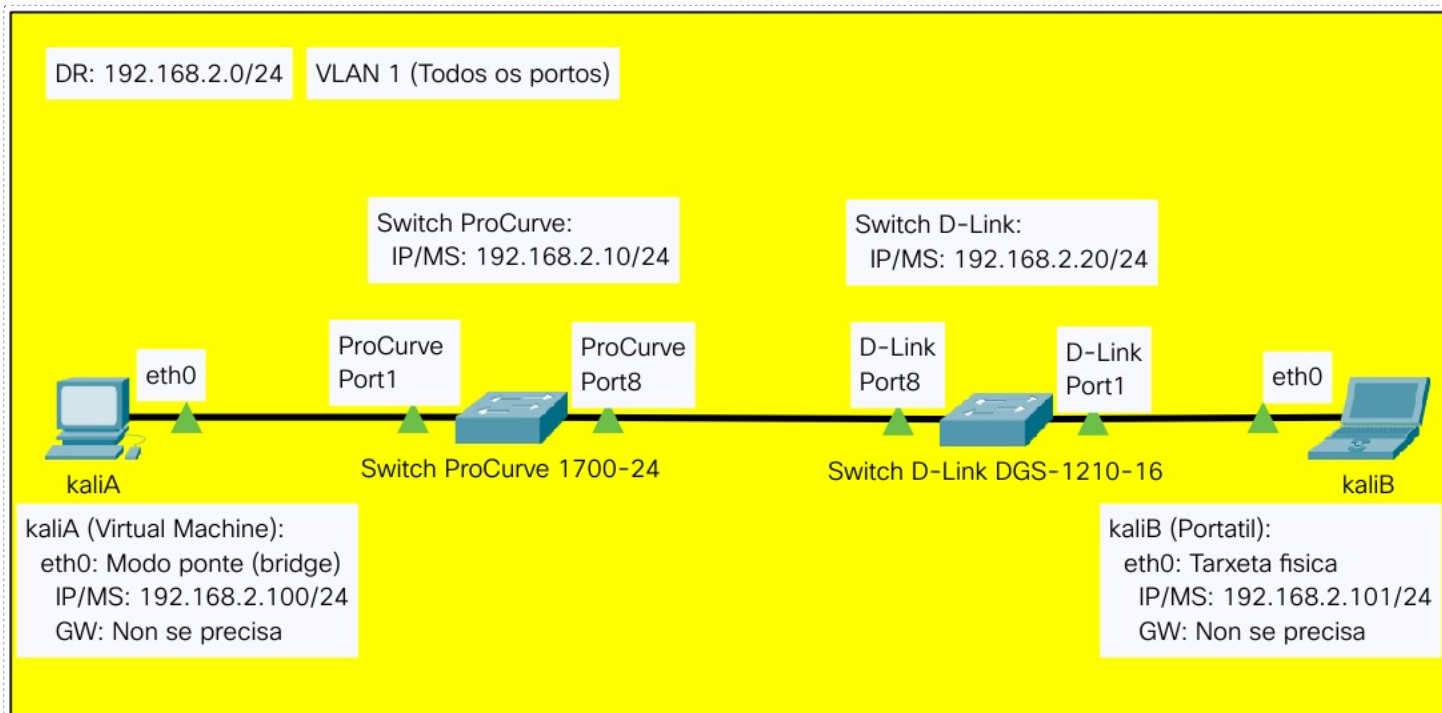 DR: 192.168.2.0/24
VLAN 1 (Todos os portos)
Switch ProCurve:
IP/MS: 192.168.2.10/24
Switch D-Link:
IP/MS: 192.168.2.20/24
eth0
ProCurve
Port1
ProCurve
Port8
D-Link
Port8
D-Link
Port1
eth0
kaliA
Switch ProCurve 1700-24
Switch D-Link DGS-1210-16
kaliB
kaliA (Virtual Machine):
eth0: Modo ponte (bridge)
IP/MS: 192.168.2.100/24
GW: Non se precisa
kaliB (Portatil):
eth0: Tarxeta fisica
IP/MS: 192.168.2.101/24
GW: Non se precisa